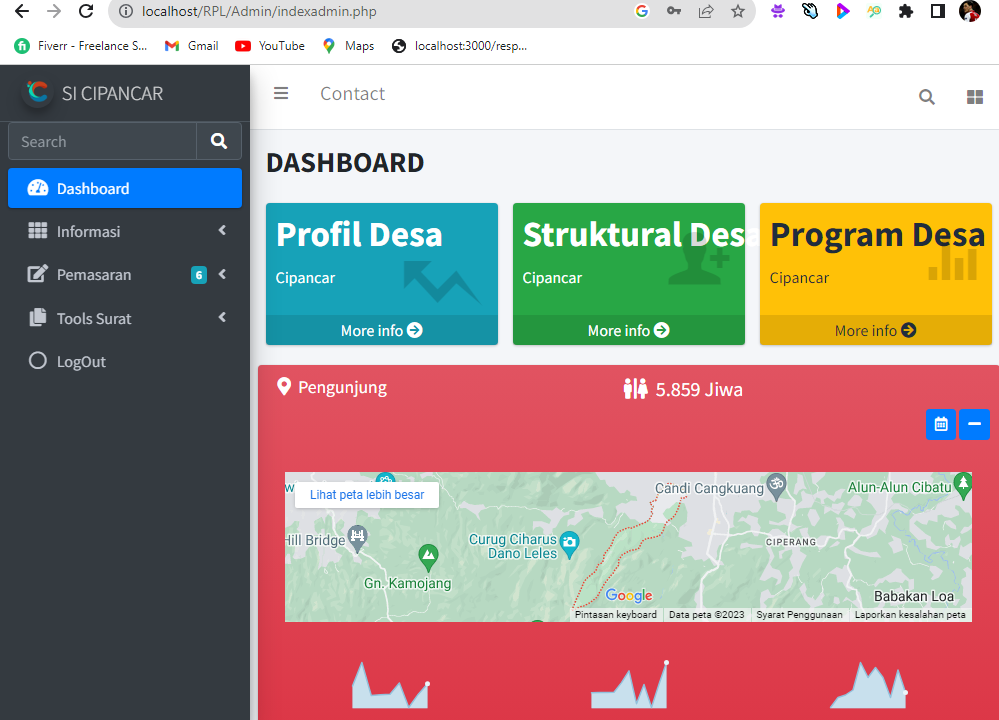 localhost/RPL/Admin/indexadmin.php
Fiverr - Freelance S...
Gmail
YouTube
Maps
localhost:3000/resp...
SI CIPANCAR
Contact
Search
Dashboard
Informasi
Pemasaran 6
Tools Surat
LogOut
DASHBOARD
Profil Desa
Cipancar
More info
Struktural Desa
Cipancar
More info
Program Desa
Cipancar
More info
Pengunjung
5.859 Jiwa
Lihat peta lebih besar
Candi Cangkuang
Alun-Alun Cibatu
Hill Bridge
Curug Ciharus
Dano Leles
CIPERANG
Gn. Kamojang
Google
Babakan Loa
Pintasan keyboard
Data peta ©2023
Syarat Penggunaan
Laporkan kesalahan peta